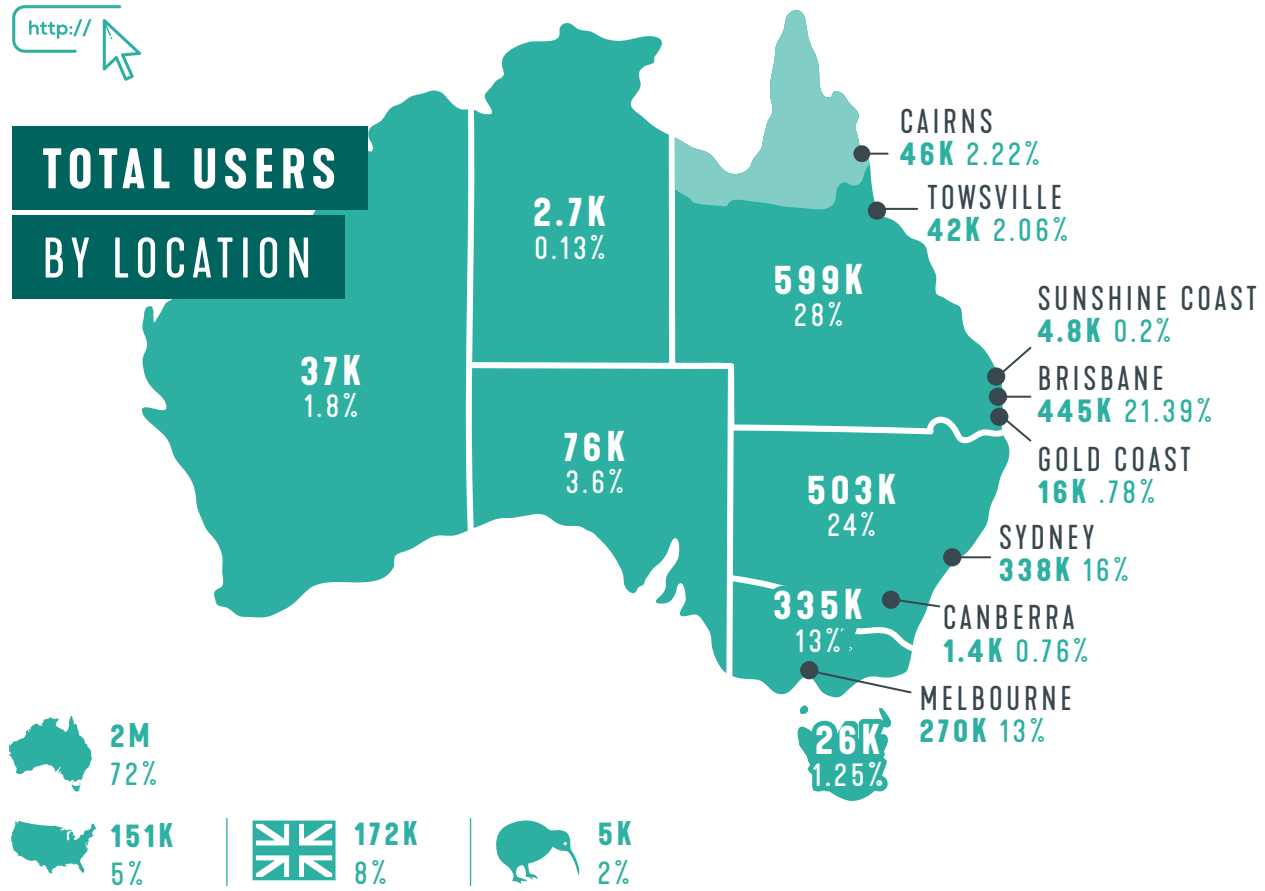 http://
TOTAL USERS
BY LOCATION
CAIRNS
46K 2.22%
TOWSVILLE
42K 2.06%
2.7K
0.13%
599K
28%
SUNSHINE COAST
4.8K 0.2%
BRISBANE
445K 21.39%
GOLD COAST
16K .78%
37K
1.8%
76K
3.6%
503K
24%
SYDNEY
338K 16%
335K
13%
CANBERRA
1.4K 0.76%
MELBOURNE
270K 13%
26K
1.25%
2M
72%
151K
5%
172K
8%
5K
2%